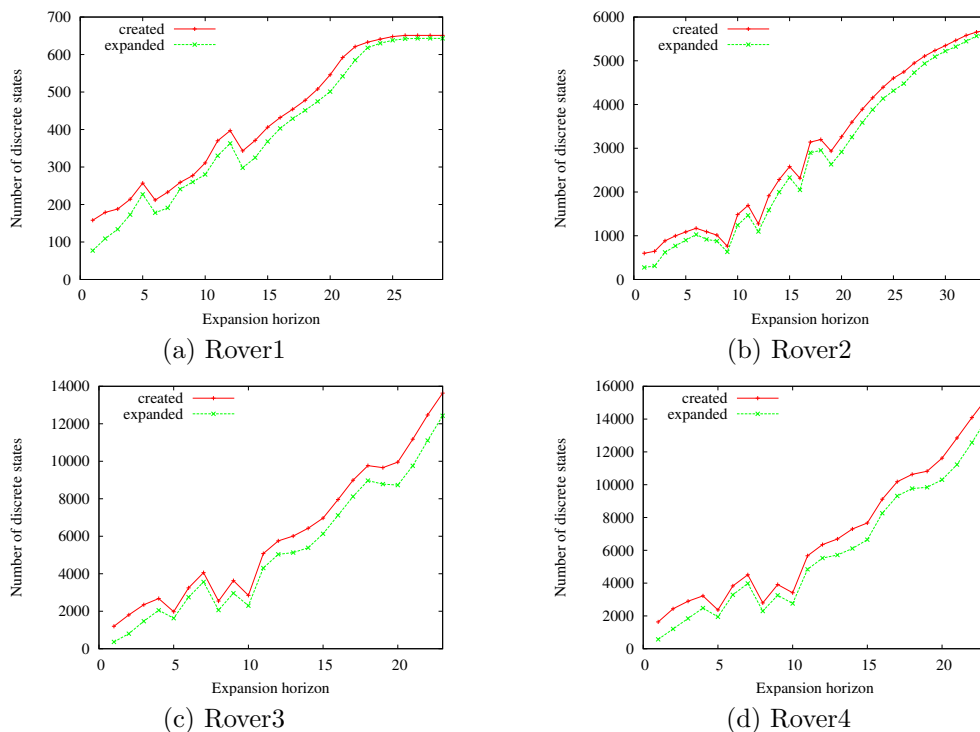 700
600
500
400
300
200
100
0
0 5 10 15 20 25
Number of discrete states
Expansion horizon
created
expanded
(a) Rover1
6000
5000
4000
3000
2000
1000
0
0 5 10 15 20 25 30
Number of discrete states
Expansion horizon
created
expanded
(b) Rover2
14000
12000
10000
8000
6000
4000
2000
0
0 5 10 15 20
Number of discrete states
Expansion horizon
created
expanded
(c) Rover3
16000
14000
12000
10000
8000
6000
4000
2000
0
0 5 10 15 20
Number of discrete states
Expansion horizon
created
expanded
(d) Rover4